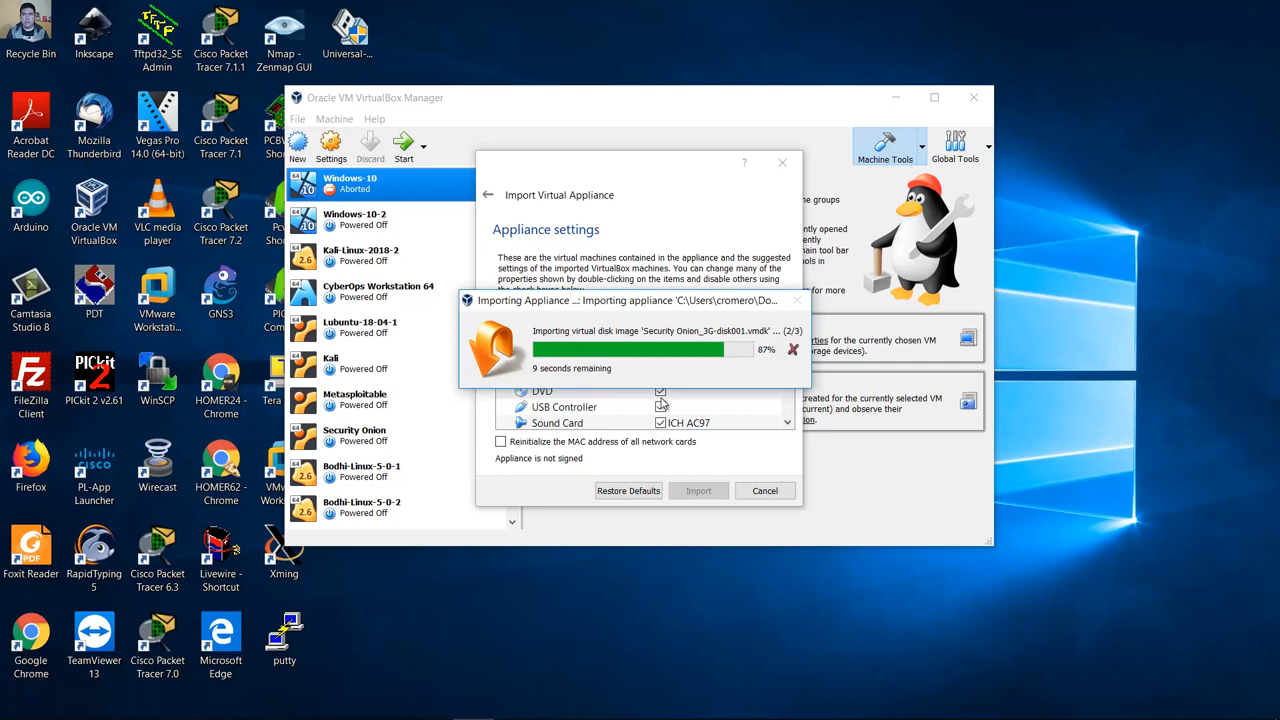 Recycle Bin
Inkscape
Tftpd32_SE
Admin
Cisco Packet
Tracer 7.1.1
Nmap -
Zenmap GUI
Universal-...
Acrobat
Reader DC
Mozilla
Thunderbird
Vegas Pro
14.0 (64-bit)
Cisco Packet
Tracer 7.1
PCBW
Sho
Arduino
Oracle VM
VirtualBox
VLC media
player
Cisco Packet
Tracer 7.2
Camtasia
Studio 8
PDT
VMware
Workstati...
GNS3
FileZilla
Client
PICkit 2 v2.61
WinSCP
HOMER24 -
Chrome
Tera
Firefox
PL-App
Launcher
Wirecast
HOMER62 -
Chrome
Foxit Reader
RapidTyping
5
Cisco Packet
Tracer 6.3
Livewire -
Shortcut
Xming
Google
Chrome
TeamViewer
13
Cisco Packet
Tracer 7.0
Microsoft
Edge
putty
Oracle VM VirtualBox Manager
File Machine Help
New Settings Discard Start
Machine Tools Global Tools
Windows-10
Aborted
Windows-10-2
Powered Off
Kali-Linux-2018-2
Powered Off
CyberOps Workstation 64
Powered Off
Lubuntu-18-04-1
Powered Off
Kali
Powered Off
Metasploitable
Powered Off
Security Onion
Powered Off
Bodhi-Linux-5-0-1
Powered Off
Bodhi-Linux-5-0-2
Powered Off
ne groups
ently opened
rently
main tool bar
ools in
for more
rties for the currently chosen VM
orage devices).
created for the currently selected VM
current) and observe their
ion.
Import Virtual Appliance
Appliance settings
These are the virtual machines contained in the appliance and the suggested
settings of the imported VirtualBox machines. You can change many of the
properties shown by double-clicking on the items and disable others using
Importing Appliance ...: Importing appliance 'C:\Users\cromero\Do...
Importing virtual disk image 'Security Onion_3G-disk001.vmdk' ... (2/3)
87%
9 seconds remaining
DVD
USB Controller
Sound Card ICH AC97
Reinitialize the MAC address of all network cards
Appliance is not signed
Restore Defaults Import Cancel